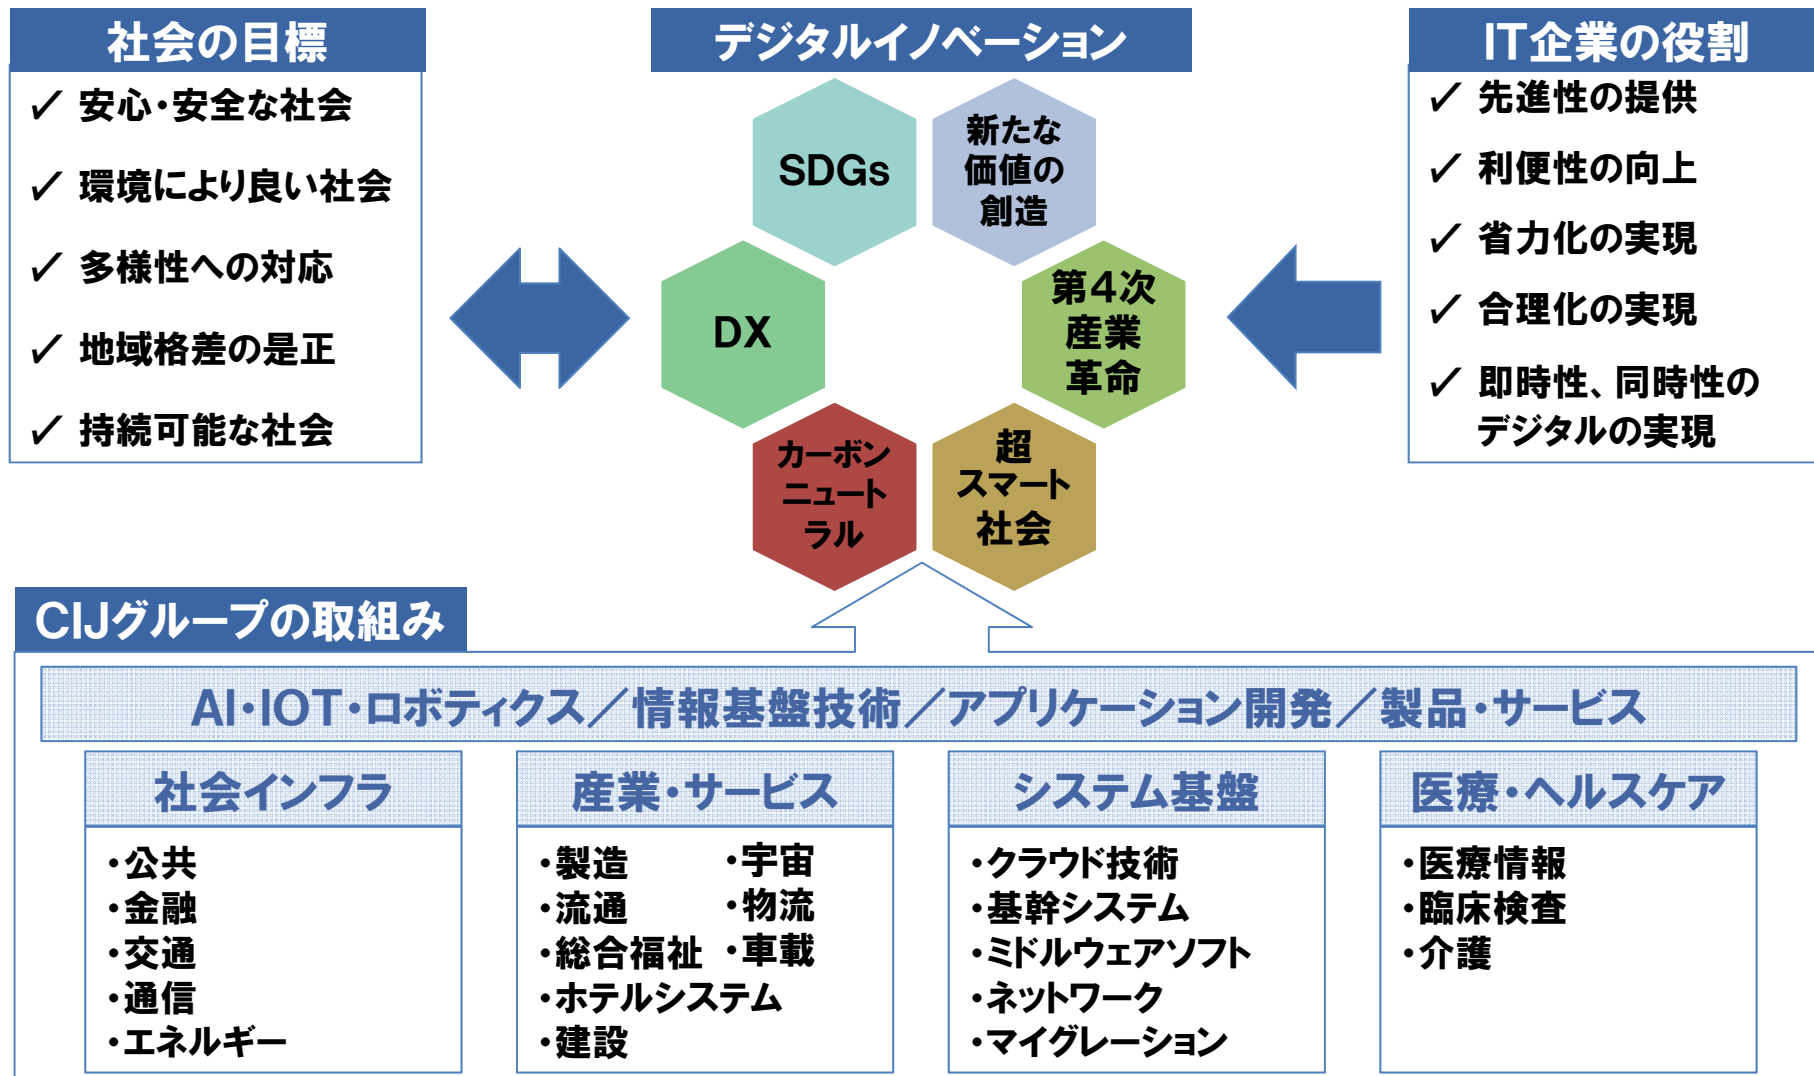 社会の目標
✓ 安心・安全な社会
✓ 環境により良い社会
✓ 多様性への対応
✓ 地域格差の是正
✓ 持続可能な社会
デジタルイノベーション
SDGs
新たな
価値の
創造
DX
第4次
産業
革命
カーボン
ニュート
ラル
超
スマート
社会
IT企業の役割
✓ 先進性の提供
✓ 利便性の向上
✓ 省力化の実現
✓ 合理化の実現
✓ 即時性、同時性の
デジタルの実現
CIJグループの取組み
AI・IOT・ロボティクス／情報基盤技術／アプリケーション開発／製品・サービス
社会インフラ
・公共
・金融
・交通
・通信
・エネルギー
産業・サービス
・製造 ・宇宙
・流通 ・物流
・総合福祉 ・車載
・ホテルシステム
・建設
システム基盤
・クラウド技術
・基幹システム
・ミドルウェアソフト
・ネットワーク
・マイグレーション
医療・ヘルスケア
・医療情報
・臨床検査
・介護